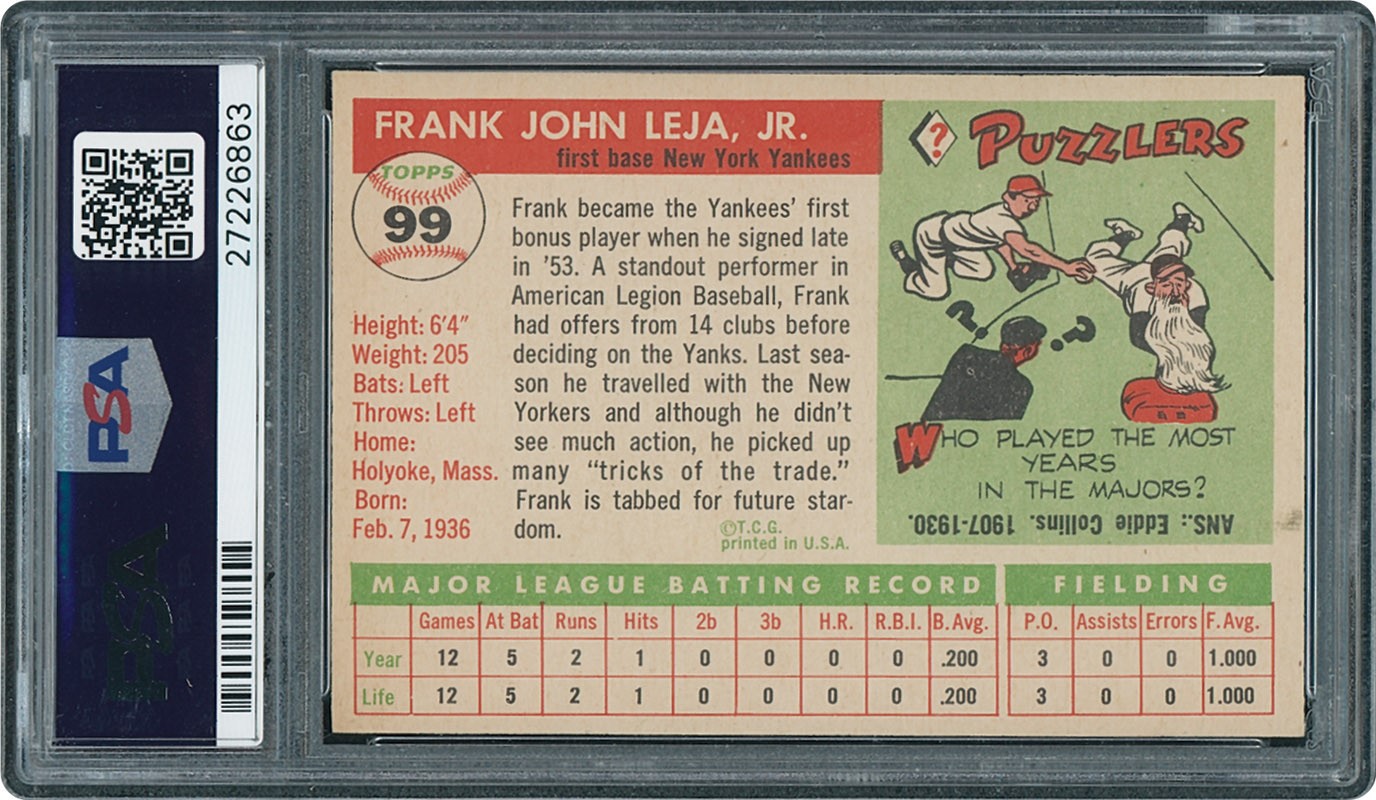 27226863
PSA
PSA
FRANK JOHN LEJA, JR.
first base New York Yankees
TOPPS
99
Height: 6'4"
Weight: 205
Bats: Left
Throws: Left
Home:
Holyoke, Mass.
Born:
Feb. 7, 1936
Frank became the Yankees' first
bonus player when he signed late
in '53. A standout performer in
American Legion Baseball, Frank
had offers from 14 clubs before
deciding on the Yanks. Last sea-
son he travelled with the New
Yorkers and although he didn't
see much action, he picked up
many "tricks of the trade."
Frank is tabbed for future star-
dom.
©T.C.G.
printed in U.S.A.
? PUZZLERS
? ?
WHO PLAYED THE MOST
YEARS
IN THE MAJORS?
ANS.: Eddie Collins. 1907-1930.
MAJOR LEAGUE BATTING RECORD FIELDING
Games At Bat Runs Hits 2b 3b H.R. R.B.I. B. Avg. P.O. Assists Errors F. Avg.
Year 12 5 2 1 0 0 0 0 .200 3 0 0 1.000
Life 12 5 2 1 0 0 0 0 .200 3 0 0 1.000